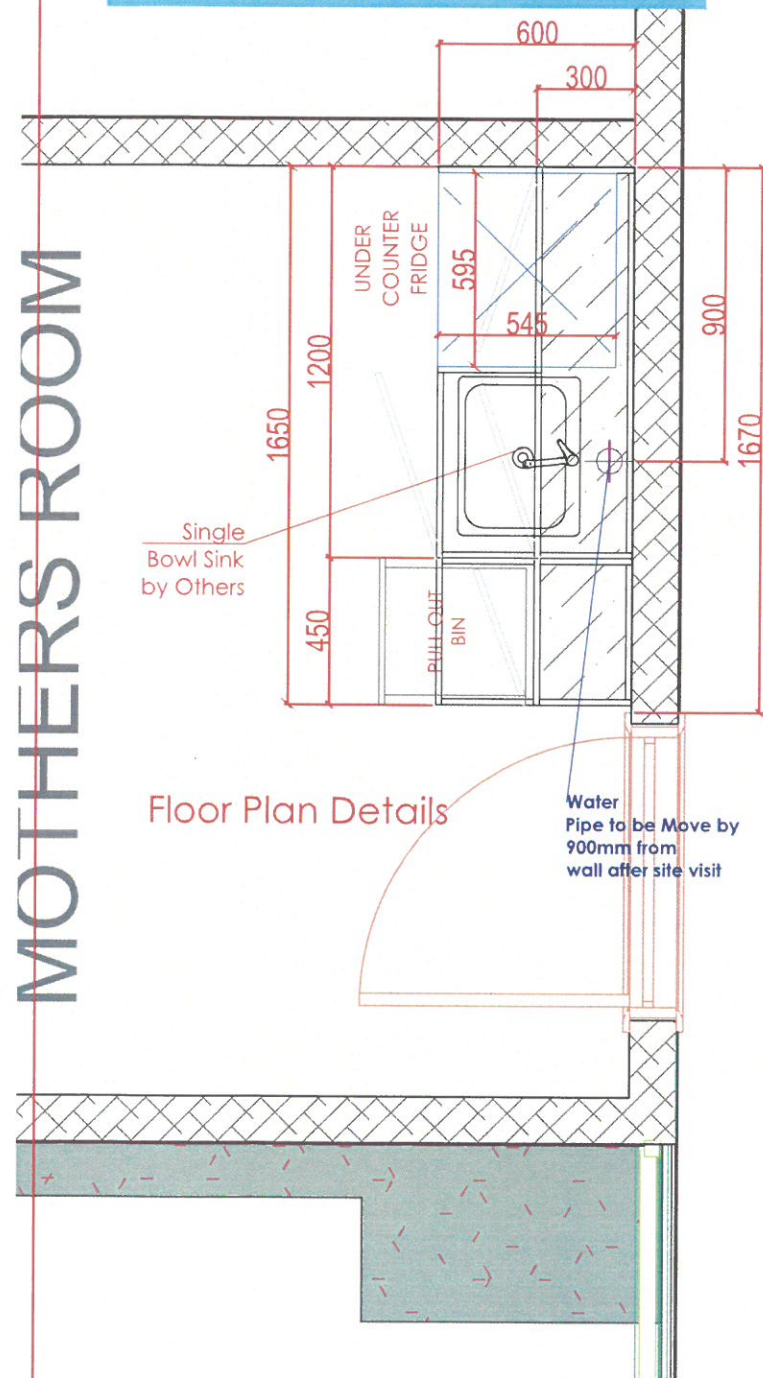 600
300
UNDER
COUNTER
FRIDGE
595
545
900
1200
1650
1670
Single
Bowl Sink
by Others
450
PULL OUT
BIN
MOTHERS ROOM
Floor Plan Details
Water
Pipe to be Move by
900mm from
wall after site visit